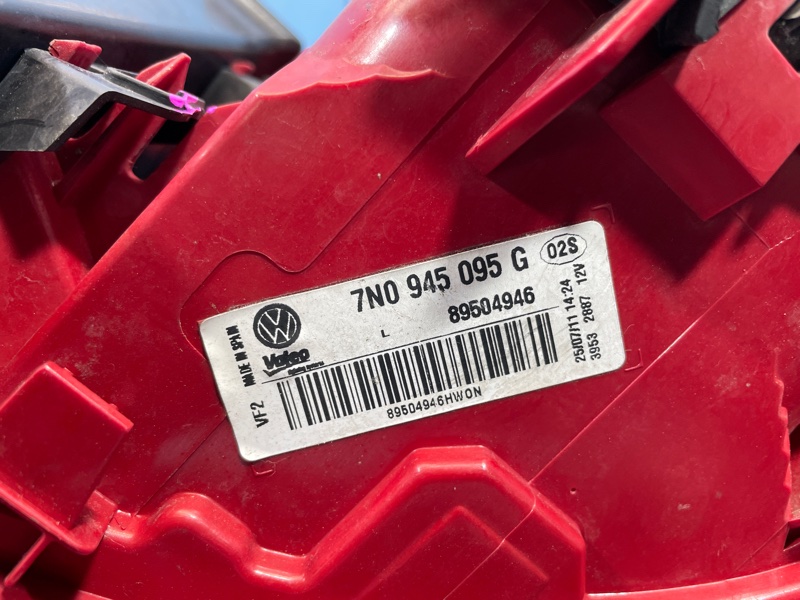 7N0 945 095 G 02S
L 89504946
MADE IN SPAIN
VF2
Valeo
89504946HWON
25/07/11 14:24
3953 2887 12V